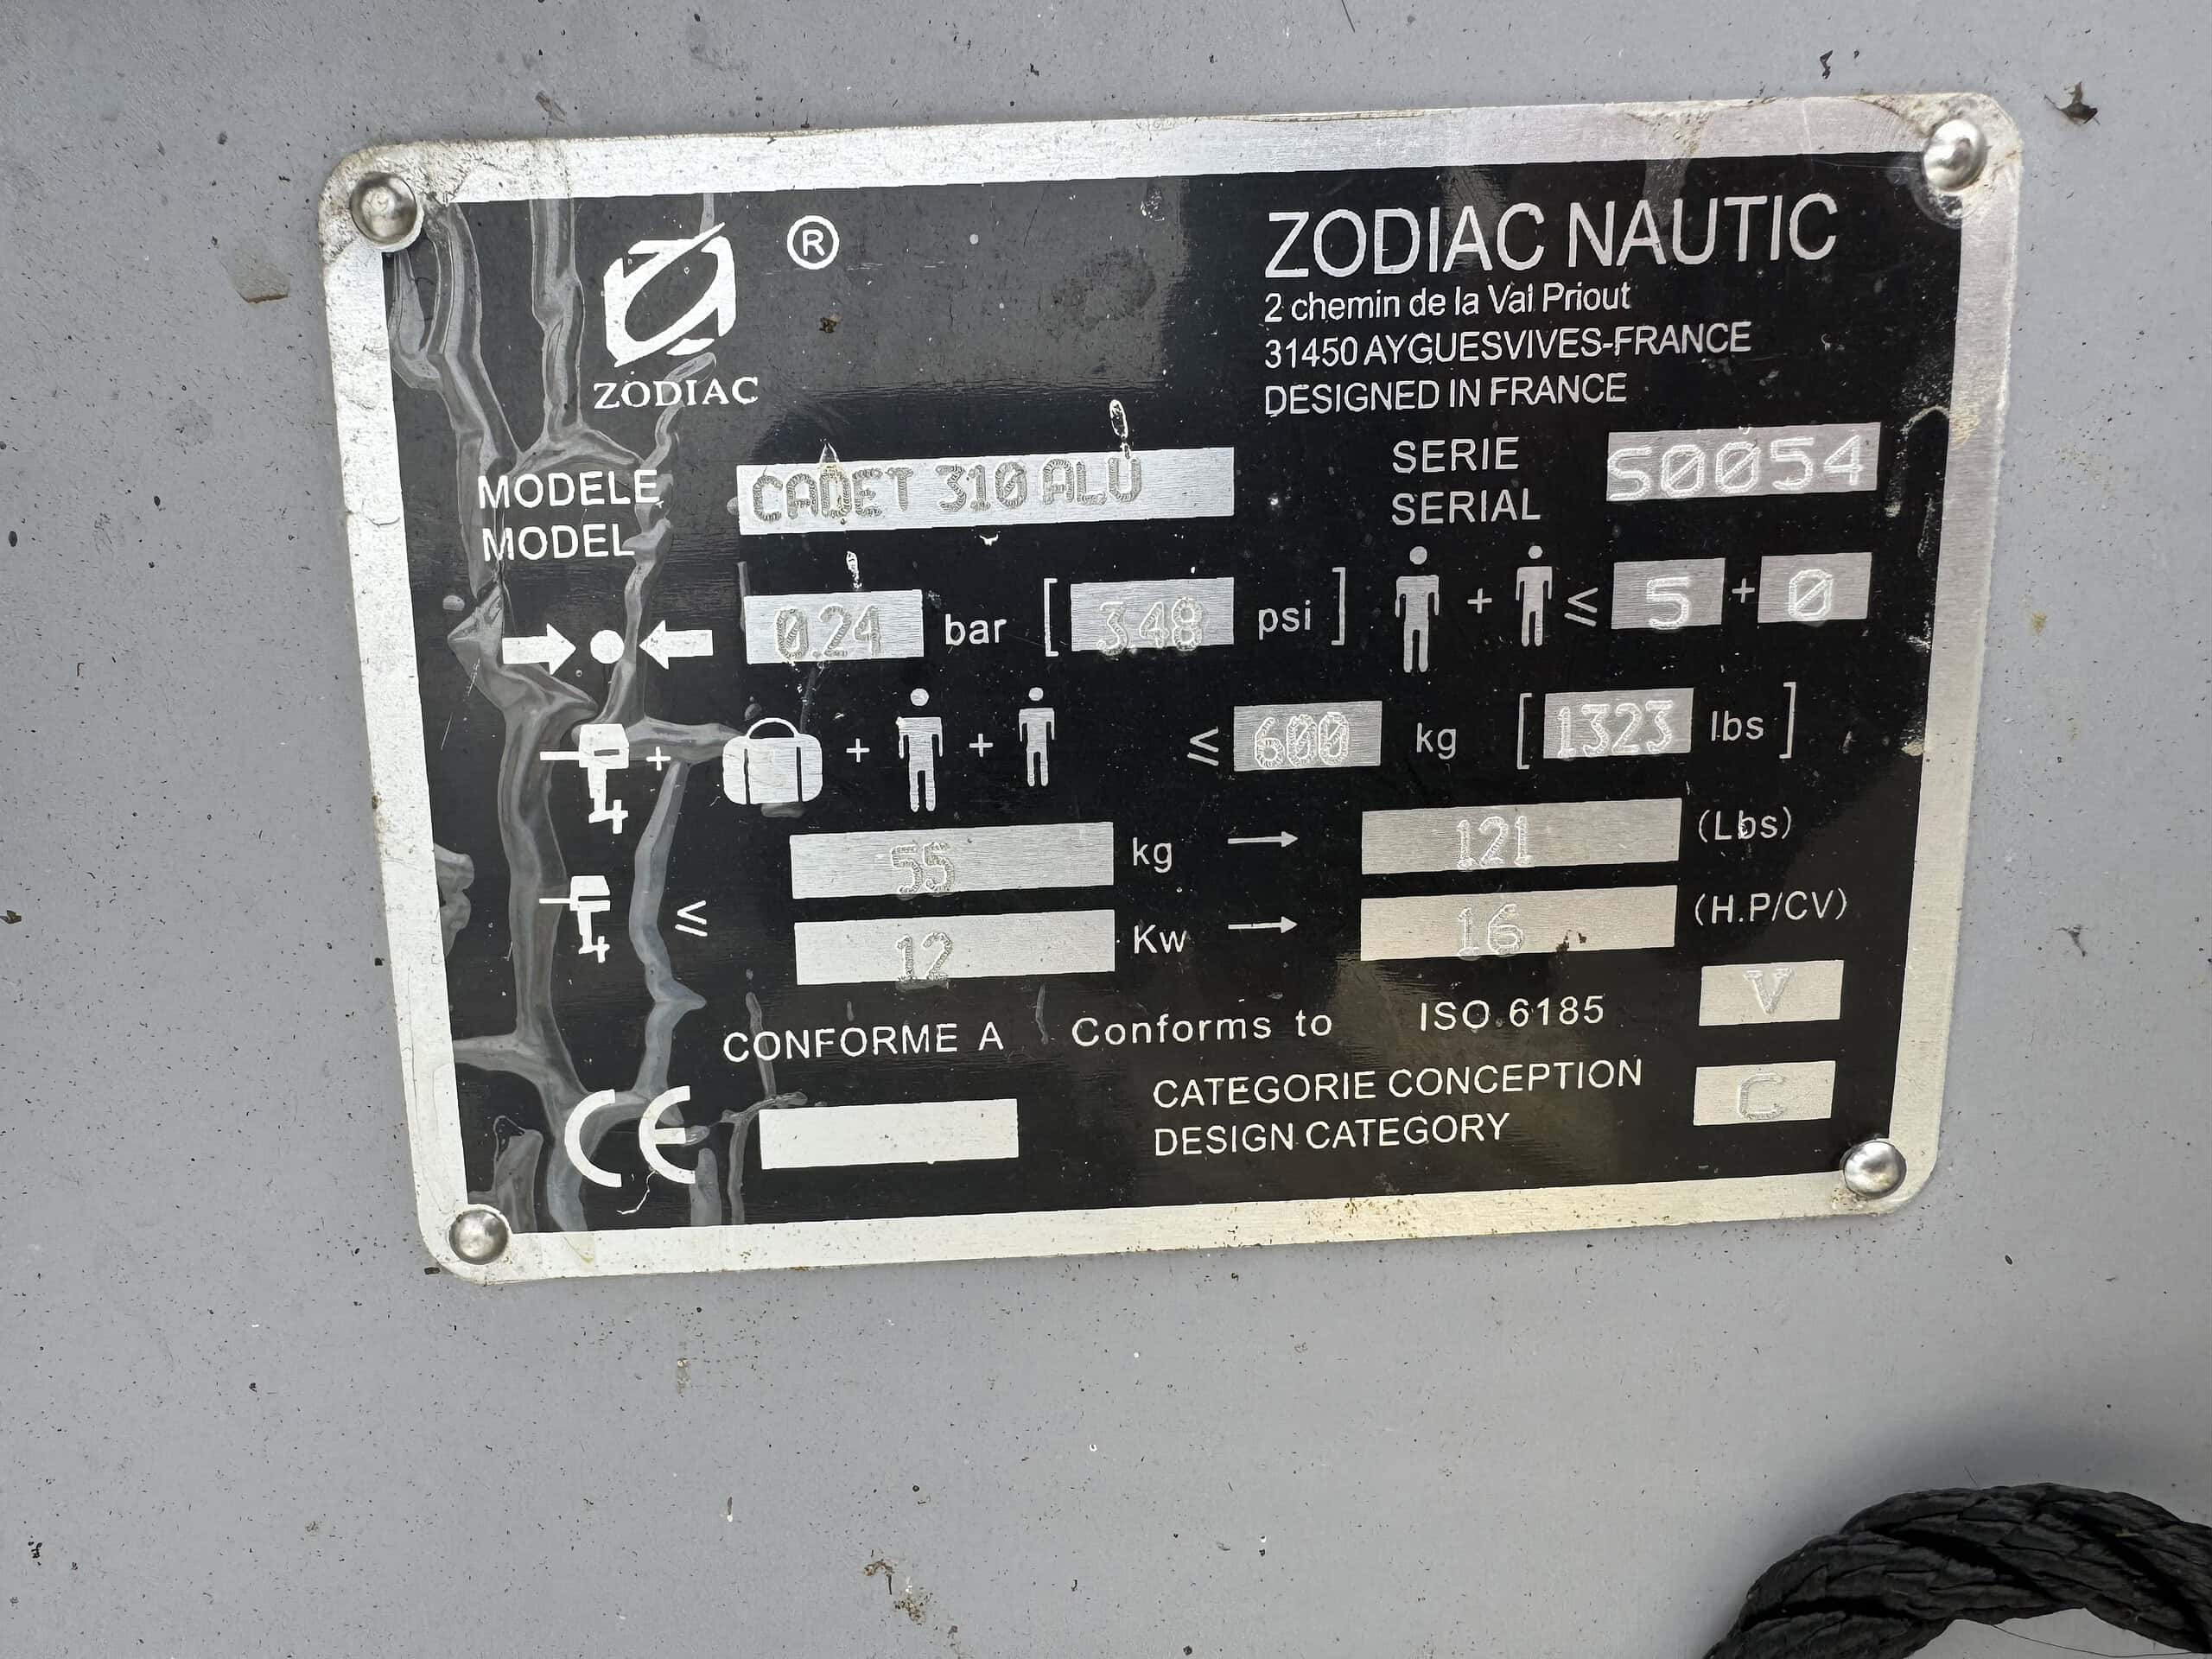 ®
ZODIAC
ZODIAC NAUTIC
2 chemin de la Val Priout
31450 AYGUESVIVES-FRANCE
DESIGNED IN FRANCE
MODELE
MODEL
CADET 310 ALU
SERIE
SERIAL
S0054
0.24 bar [3.48 psi]
+ ≤ 5 + 0
+ + + ≤ 600 kg [1323 lbs]
55 kg → 121 (Lbs)
≤
12 Kw → 16 (H.P/CV)
CONFORME A Conforms to ISO 6185 V
CE
CATEGORIE CONCEPTION
DESIGN CATEGORY
C